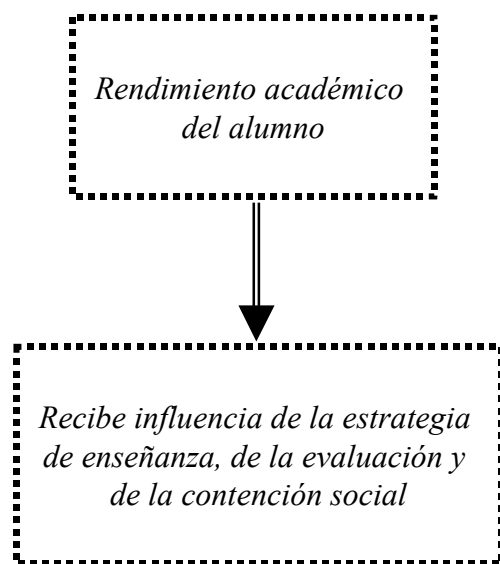 Rendimiento académico
del alumno
Recibe influencia de la estrategia
de enseñanza, de la evaluación y
de la contención social